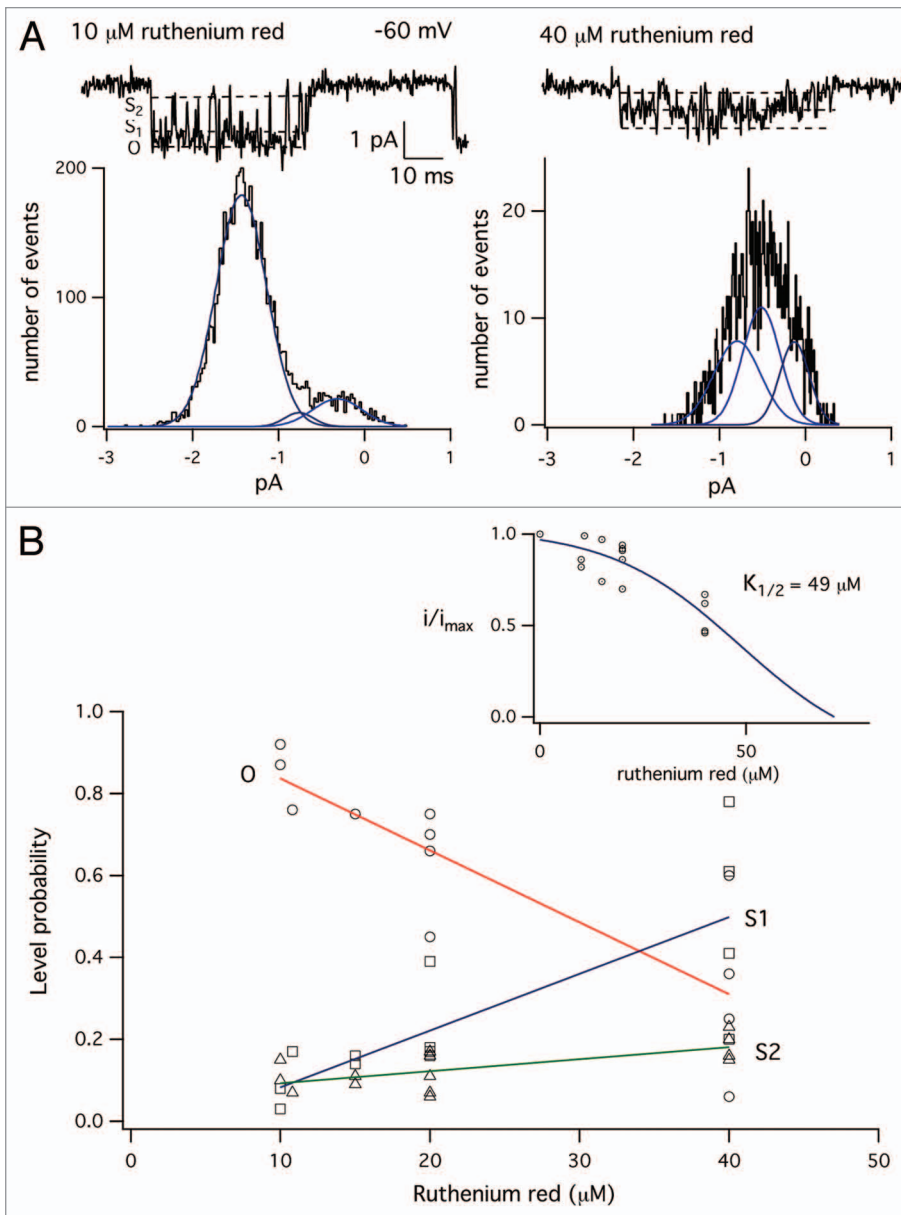 A
10 μM ruthenium red
-60 mV
40 μM ruthenium red
S2
S1
O
1 pA
10 ms
number of events
200
100
0
-3 -2 -1 0 1
pA
number of events
20
10
0
-3 -2 -1 0 1
pA
B
i/imax
1.0
0.5
0.0
K1/2 = 49 μM
0 50
ruthenium red (μM)
Level probability
1.0
0.8
0.6
0.4
0.2
0.0
O
S1
S2
0 10 20 30 40 50
Ruthenium red (μM)